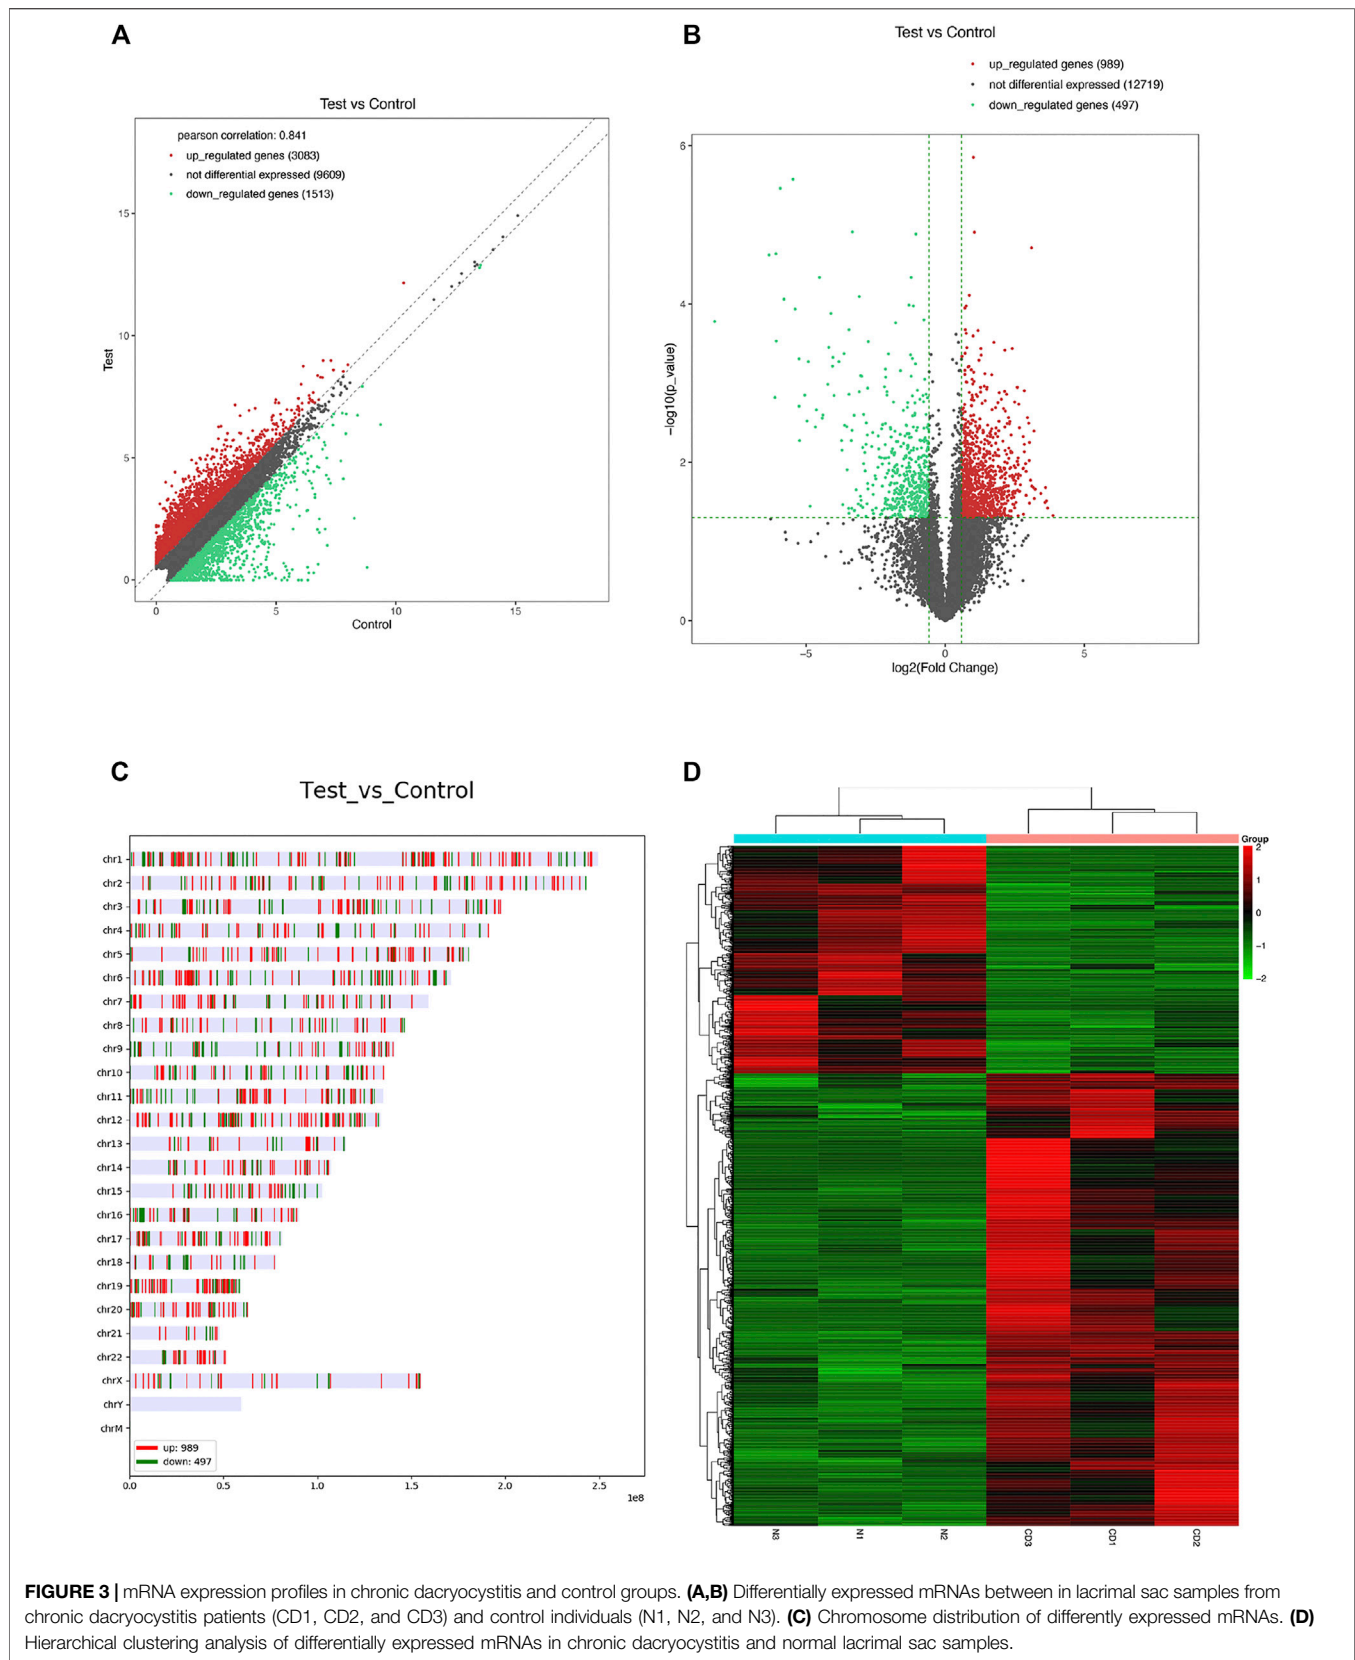 A
Test vs Control
pearson correlation: 0.841
up_regulated genes (3083)
not differential expressed (9609)
down_regulated genes (1513)
15
10
5
0
Test
0 5 10 15
Control
B
Test vs Control
up_regulated genes (989)
not differential expressed (12719)
down_regulated genes (497)
6
4
2
0
−log10(p_value)
−5 0 5
log2(Fold Change)
C
Test_vs_Control
chr1
chr2
chr3
chr4
chr5
chr6
chr7
chr8
chr9
chr10
chr11
chr12
chr13
chr14
chr15
chr16
chr17
chr18
chr19
chr20
chr21
chr22
chrX
chrY
chrM
up: 989
down: 497
0.0 0.5 1.0 1.5 2.0 2.5
1e8
D
Group
2
1
0
−1
−2
N3 N1 N2 CD3 CD1 CD2
FIGURE 3 | mRNA expression profiles in chronic dacryocystitis and control groups. (A,B) Differentially expressed mRNAs between in lacrimal sac samples from
chronic dacryocystitis patients (CD1, CD2, and CD3) and control individuals (N1, N2, and N3). (C) Chromosome distribution of differently expressed mRNAs. (D)
Hierarchical clustering analysis of differentially expressed mRNAs in chronic dacryocystitis and normal lacrimal sac samples.